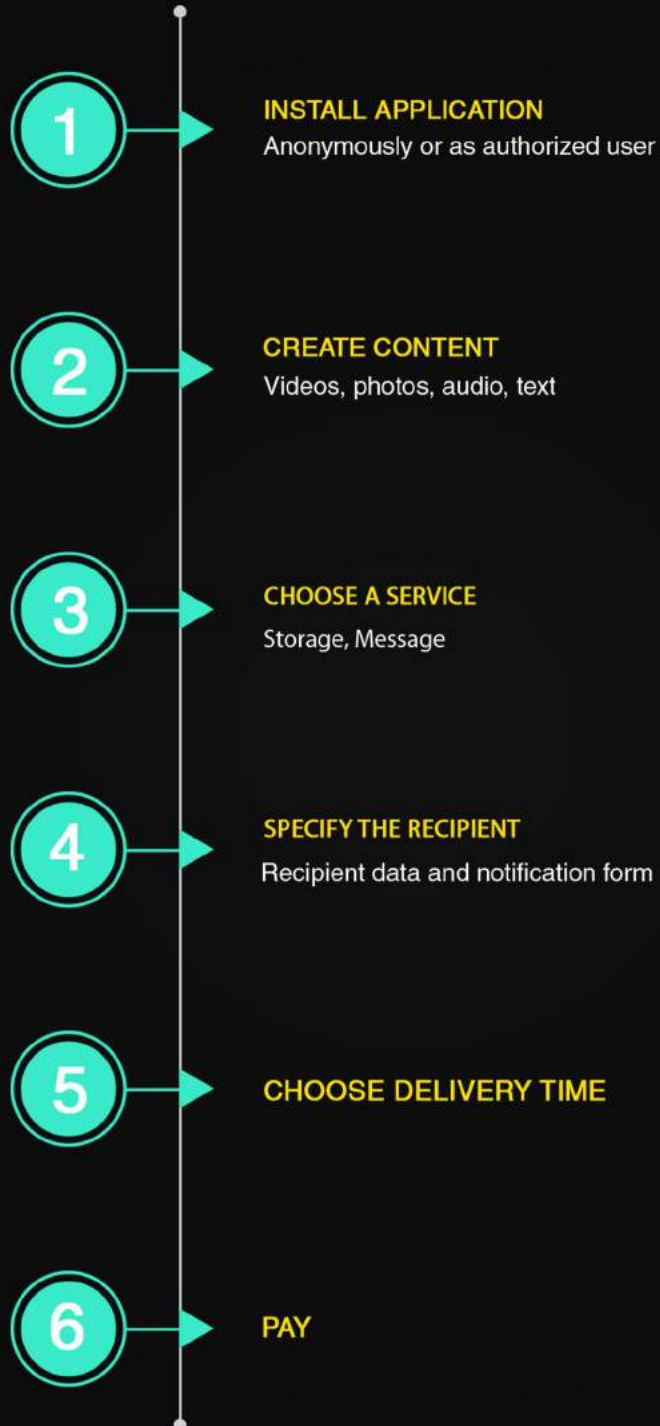 1
INSTALL APPLICATION
Anonymously or as authorized user
2
CREATE CONTENT
Videos, photos, audio, text
3
CHOOSE A SERVICE
Storage, Message
4
SPECIFY THE RECIPIENT
Recipient data and notification form
5
CHOOSE DELIVERY TIME
6
PAY